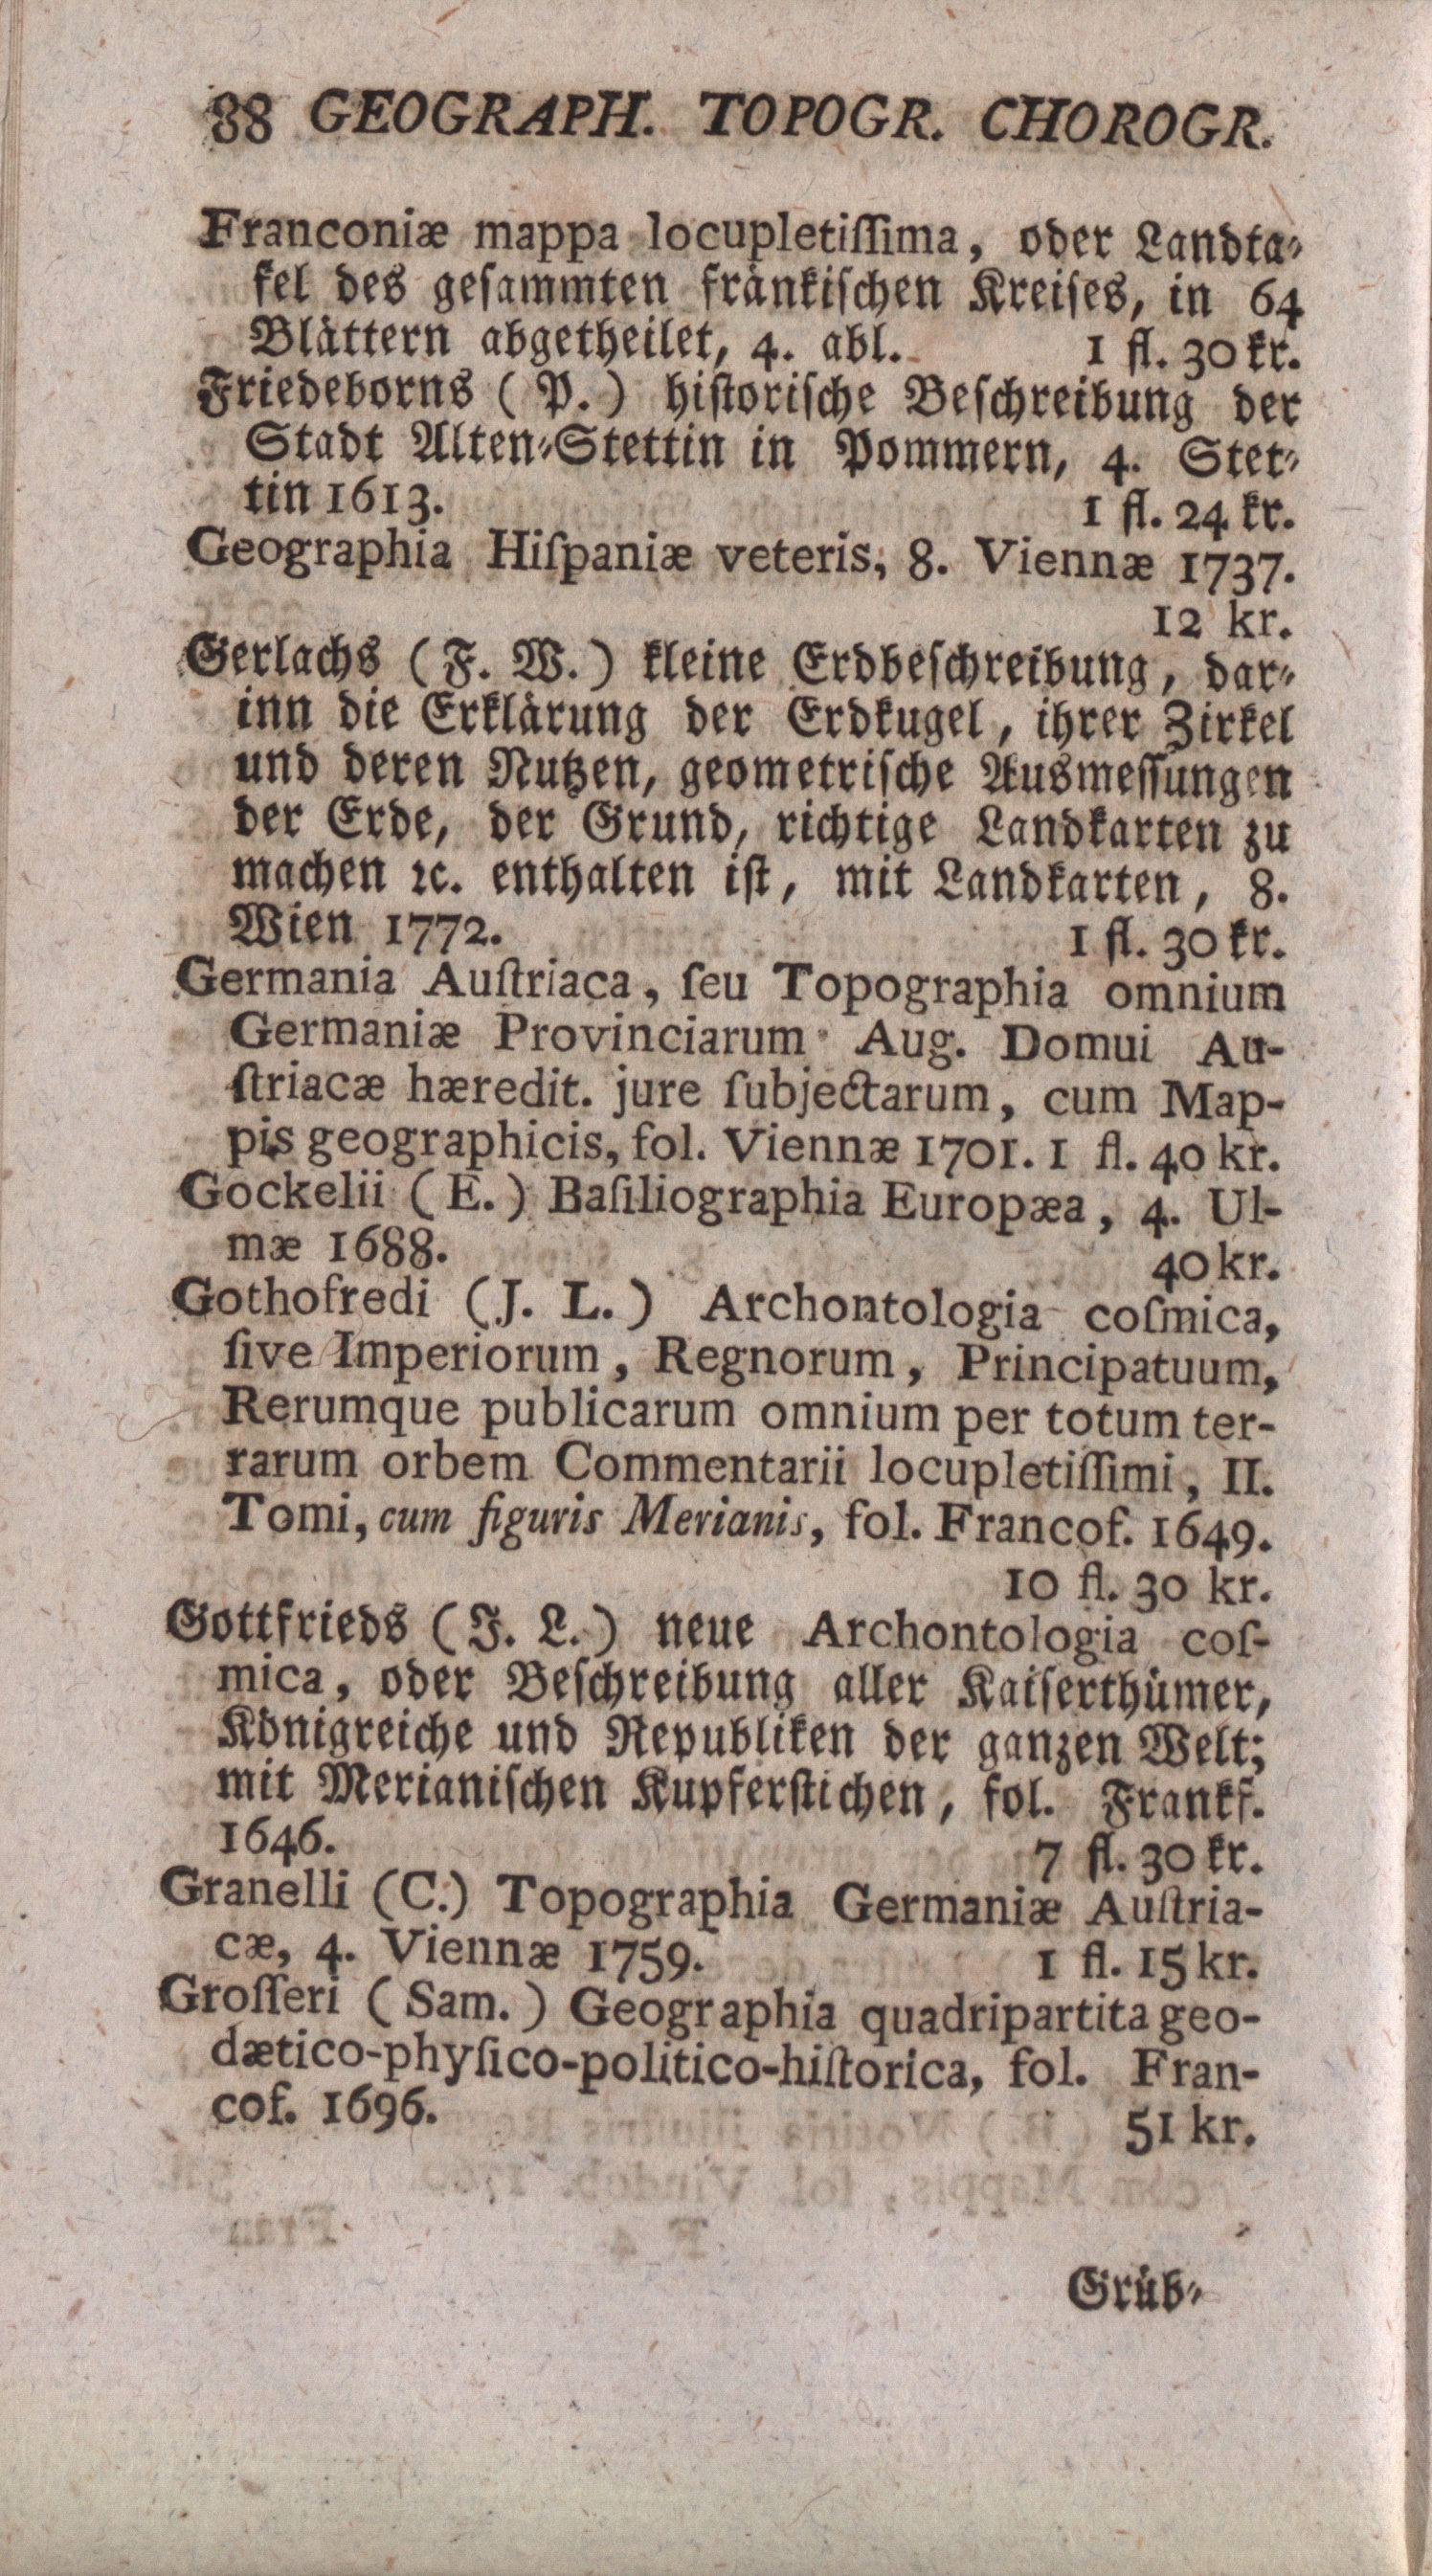 88 GEOGRAPH. TOPOGR. CHOROGR.
Franconiæ mappa locupletiſſima, oder Landta⸗
fel des geſammten fränkiſchen Kreiſes, in 64
Blättern abgetheilet, 4. abl. 1 fl. 30 kr.
Friedeborns ( P. ) hiſtoriſche Beſchreibung der
Stadt Alten⸗Stettin in Pommern, 4. Stet⸗
tin 1613. 1 fl. 24 kr.
Geographia Hiſpaniæ veteris, 8. Viennæ 1737.
12 kr.
Gerlachs ( F. W. ) kleine Erdbeſchreibung, dar⸗
inn die Erklärung der Erdkugel, ihrer Zirkel
und deren Nutzen, geometriſche Ausmeſſungen
der Erde, der Grund, richtige Landkarten zu
machen ꝛc. enthalten iſt, mit Landkarten, 8.
Wien 1772. 1 fl. 30 kr.
Germania Auſtriaca, ſeu Topographia omnium
Germaniæ Provinciarum Aug. Domui Au-
ſtriacæ hæredit. jure ſubjectarum, cum Map-
pis geographicis, fol. Viennæ 1701. 1 fl. 40 kr.
Gockelii ( E. ) Baſiliographia Europæa, 4. Ul-
mæ 1688. 40 kr.
Gothofredi ( J. L. ) Archontologia coſmica,
ſive Imperiorum, Regnorum, Principatuum,
Rerumque publicarum omnium per totum ter-
rarum orbem Commentarii locupletiſſimi, II.
Tomi, cum figuris Merianis, fol. Francof. 1649.
10 fl. 30 kr.
Gottfrieds ( J. L. ) neue Archontologia coſ-
mica, oder Beſchreibung aller Kaiſerthümer,
Königreiche und Republiken der ganzen Welt;
mit Merianiſchen Kupferſtichen, fol. Frankf.
1646. 7 fl. 30 kr.
Granelli (C.) Topographia Germaniæ Auſtria-
cæ, 4. Viennæ 1759. 1 fl. 15 kr.
Groſſeri ( Sam. ) Geographia quadripartita geo-
dætico-phyſico-politico-hiſtorica, fol. Fran-
cof. 1696. 51 kr.
Grüb⸗